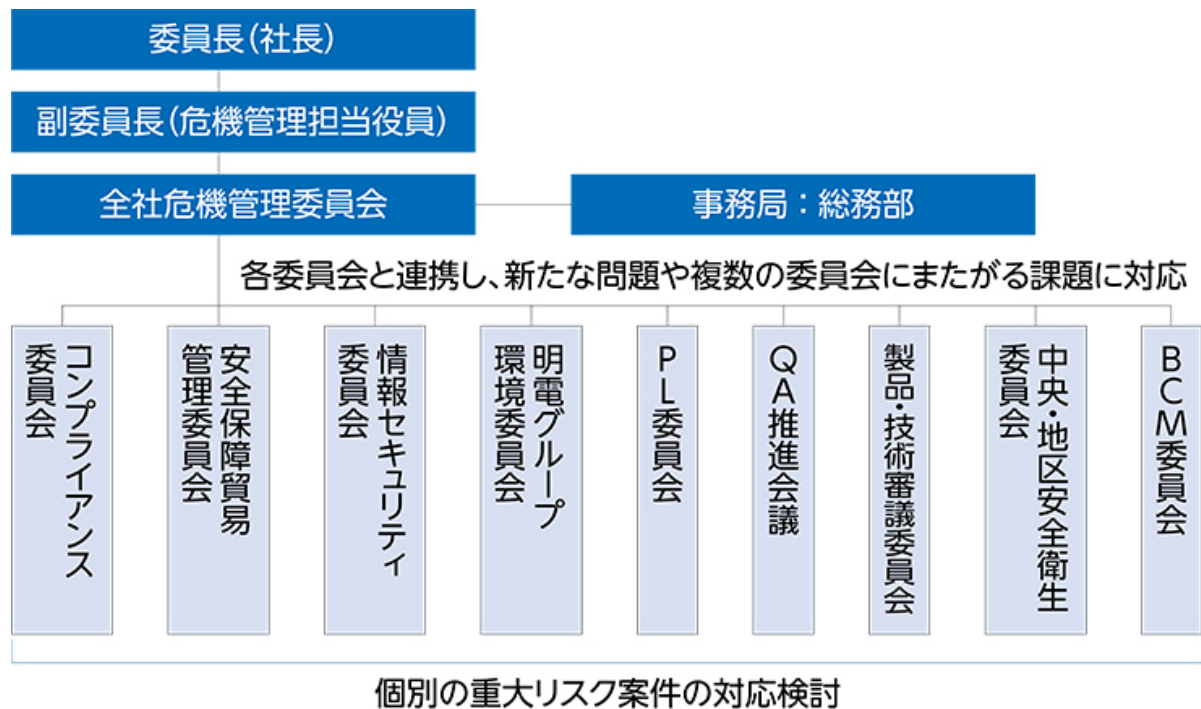 委員長(社長)
副委員長(危機管理担当役員)
全社危機管理委員会
事務局：総務部
各委員会と連携し、新たな問題や複数の委員会にまたがる課題に対応
コンプライアンス
委員会
安全保障貿易
管理委員会
情報セキュリティ
委員会
明電グループ
環境委員会
PL委員会
QA推進会議
製品・技術審議委員会
中央・地区安全衛生
委員会
BCM委員会
個別の重大リスク案件の対応検討